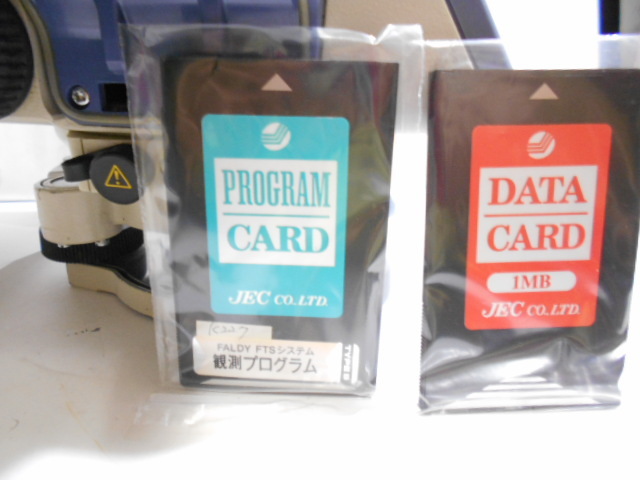 PROGRAM
CARD
JEC CO.LTD.
K227
FALDY FTSシステム
観測プログラム
DATA
CARD
1MB
JEC CO.LTD.